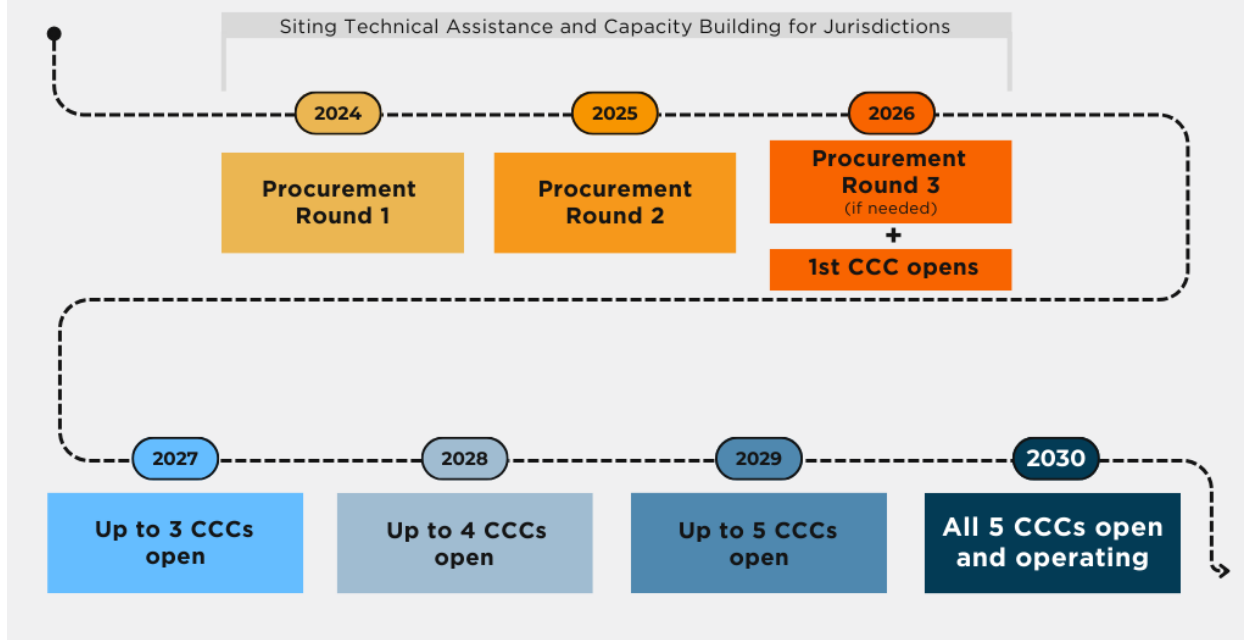 Siting Technical Assistance and Capacity Building for Jurisdictions
2024
2025
2026
Procurement
Round 1
Procurement
Round 2
Procurement
Round 3
(if needed)
+
1st CCC opens
2027
2028
2029
2030
Up to 3 CCCs
open
Up to 4 CCCs
open
Up to 5 CCCs
open
All 5 CCCs open
and operating